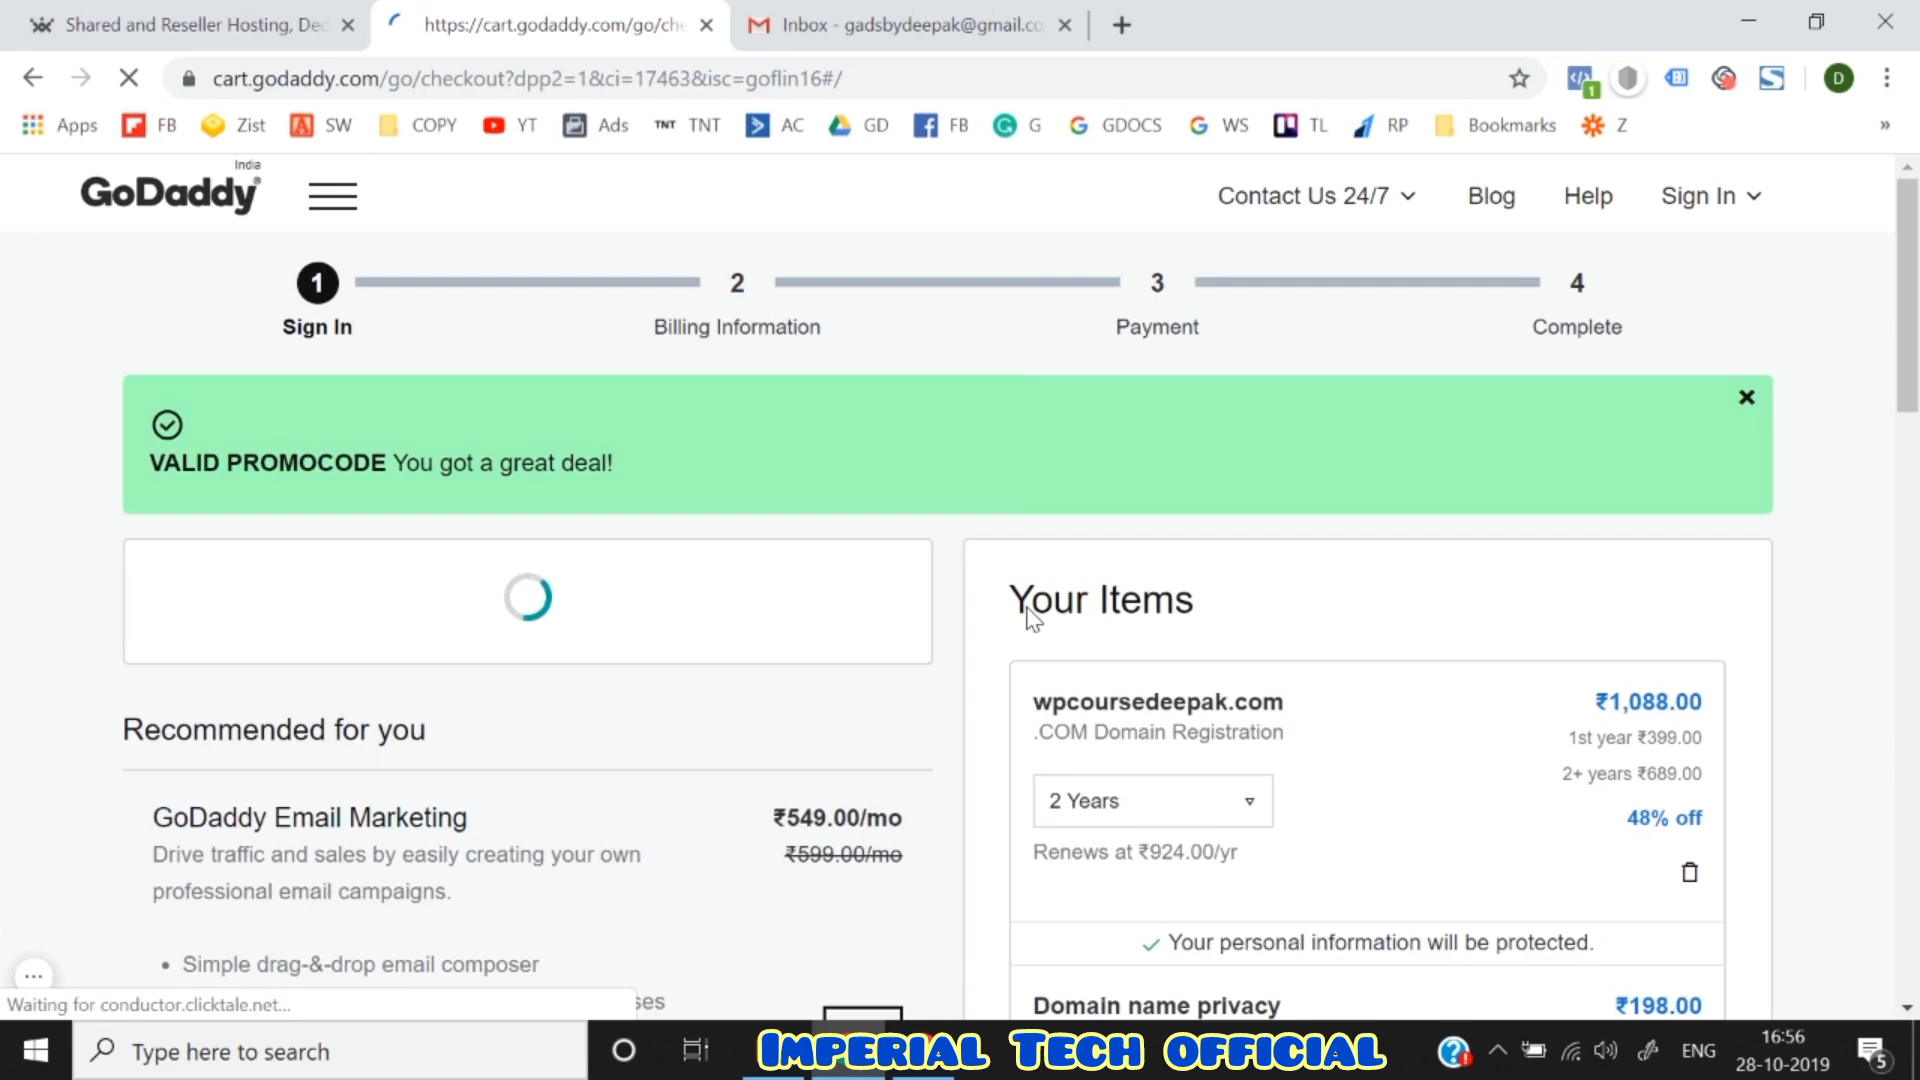 Shared and Reseller Hosting, Ded
https://cart.godaddy.com/go/che
Inbox - gadsbydeepak@gmail.co
cart.godaddy.com/go/checkout?dpp2=1&ci=17463&isc=goflin16#/
1
D
Apps FB Zist SW COPY YT Ads TNT TNT AC GD FB G GDOCS WS TL RP Bookmarks Z »
India
GoDaddy
Contact Us 24/7 Blog Help Sign In
1 2 3 4
Sign In Billing Information Payment Complete
VALID PROMOCODE You got a great deal!
Your Items
wpcoursedeepak.com ₹1,088.00
.COM Domain Registration 1st year ₹399.00
2+ years ₹689.00
2 Years
48% off
Renews at ₹924.00/yr
Your personal information will be protected.
Domain name privacy ₹198.00
Recommended for you
GoDaddy Email Marketing ₹549.00/mo
Drive traffic and sales by easily creating your own ₹599.00/mo
professional email campaigns.
• Simple drag-&-drop email composer
Waiting for conductor.clicktale.net...
Type here to search
Imperial Tech official
ENG
16:56
28-10-2019
5